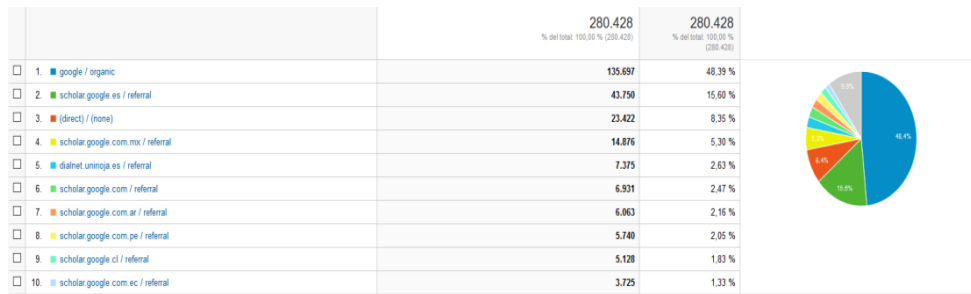 280.428 280.428
% del total: 100,00 % (280.428) % del total: 100,00 %
(280.428)
1. google / organic 135.697 48,39 %
2. scholar.google.es / referral 43.750 15,60 %
3. (direct) / (none) 23.422 8,35 %
4. scholar.google.com.mx / referral 14.876 5,30 %
5. dialnet.unirioja.es / referral 7.375 2,63 %
6. scholar.google.com / referral 6.931 2,47 %
7. scholar.google.com.ar / referral 6.063 2,16 %
8. scholar.google.com.pe / referral 5.740 2,05 %
9. scholar.google.cl / referral 5.128 1,83 %
10. scholar.google.com.ec / referral 3.725 1,33 %
9,9%
48,4%
5,3%
8,4%
15,6%